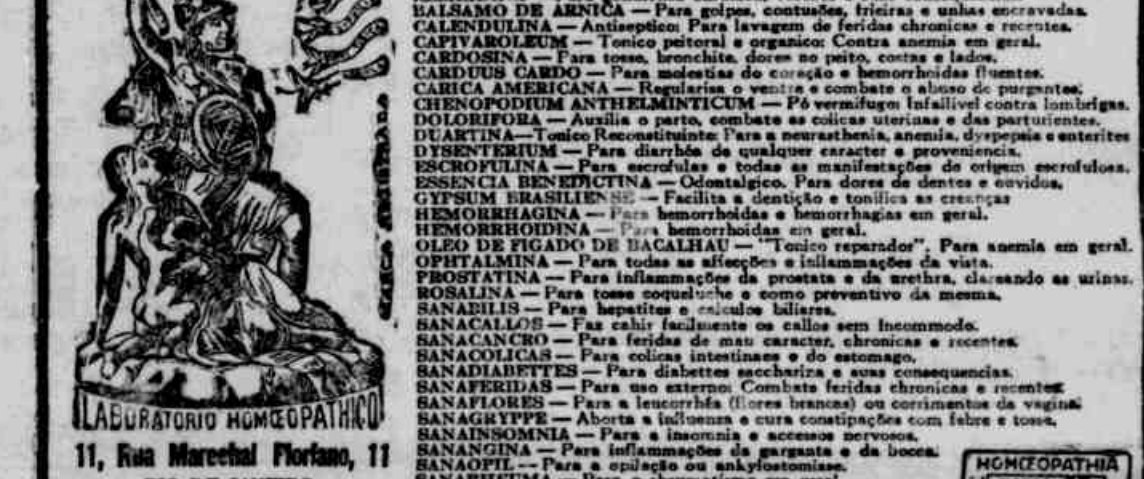 BALSAMO DE ARNICA — Para golpes, contusões, frieiras e unhas encravadas.
CALENDULINA — Antiseptico: Para lavagem de feridas chronicas e recentes.
CAPIVAROLEUM — Tonico peitoral e organico: Contra anemia em geral.
CARDOSINA — Para tosse, bronchite, dores no peito, costas e lados.
CARDUUS CARDO — Para molestias do coração e hemorrhoidas fluentes.
CARICA AMERICANA — Regularisa o ventre e combate o abuso de purgantes.
CHENOPODIUM ANTHELMINTICUM — Pó vermifugo: Infallivel contra lombrigas.
DOLORIFORA — Auxilia o parto, combate as colicas uterinas e das parturientes.
DUARTINA—Tonico Reconstituinte: Para a neurasthenia, anemia, dyspepsia e enterites
DYSENTERIUM — Para diarrhéa de qualquer caracter e proveniencia.
ESCROFULINA — Para escrofulas e todas as manifestações de origem escrofulosa.
ESSENCIA BENEDICTINA — Odontalgico. Para dores de dentes e ouvidos.
GYPSUM BRASILIENSE — Facilita a dentição e tonifica as creanças
HEMORRHAGINA — Para hemorrhoidas e hemorrhagias em geral.
HEMORRHOIDINA — Para hemorrhoidas em geral.
OLEO DE FIGADO DE BACALHAU — "Tonico reparador". Para anemia em geral.
OPHTALMINA — Para todas as affecções e inflammações da vista.
PROSTATINA — Para inflammações da prostata e da urethra, clareando as urinas.
ROSALINA — Para tosse coqueluche e como preventivo da mesma.
SANABILIS — Para hepatites e calculos biliares.
SANACALLOS — Faz cahir facilmente os callos sem incommodo.
SANACANCRO — Para feridas de mau caracter, chronicas e recentes
SANACOLICAS — Para colicas intestinaes e do estomago.
SANADIABETTES — Para diabettes saccharina e suas consequencias.
SANAFERIDAS — Para uso externo: Combate feridas chronicas e recentes
SANAFLORES — Para a leucorrhéa (flores brancas) ou corrimentos da vagina.
SANAGRYPPE — Aborta a influenza e cura constipações com febre e tosse.
SANAINSOMNIA — Para a insomnia e accessos nervosos.
SANANGINA — Para inflammações da garganta e da bocca.
SANAOPIL — Para a opilação ou ankylostomiase.
SANARHEUMA — Para o rheumatismo em geral.
MARCA REGISTRADA
LABORATORIO HOMŒOPATHICO
11, Rua Marechal Floriano, 11
HOMŒOPATHIA